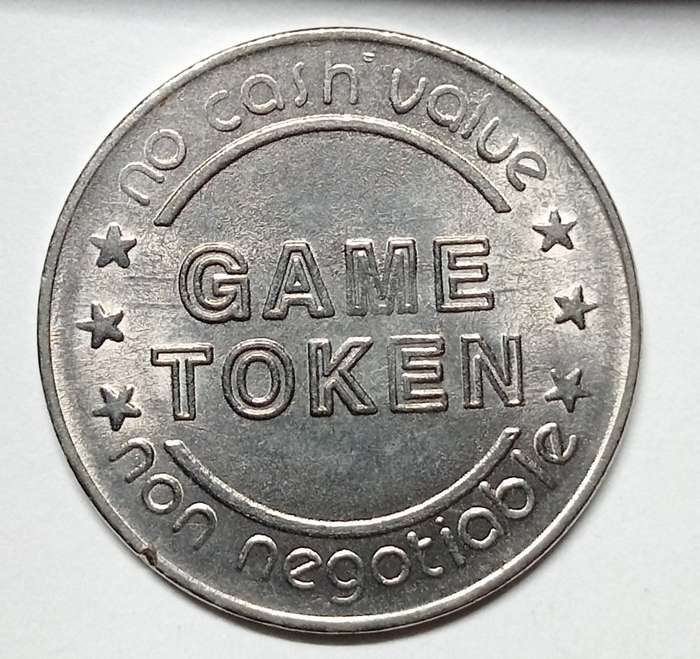 no cash value
GAME
TOKEN
non negotiable